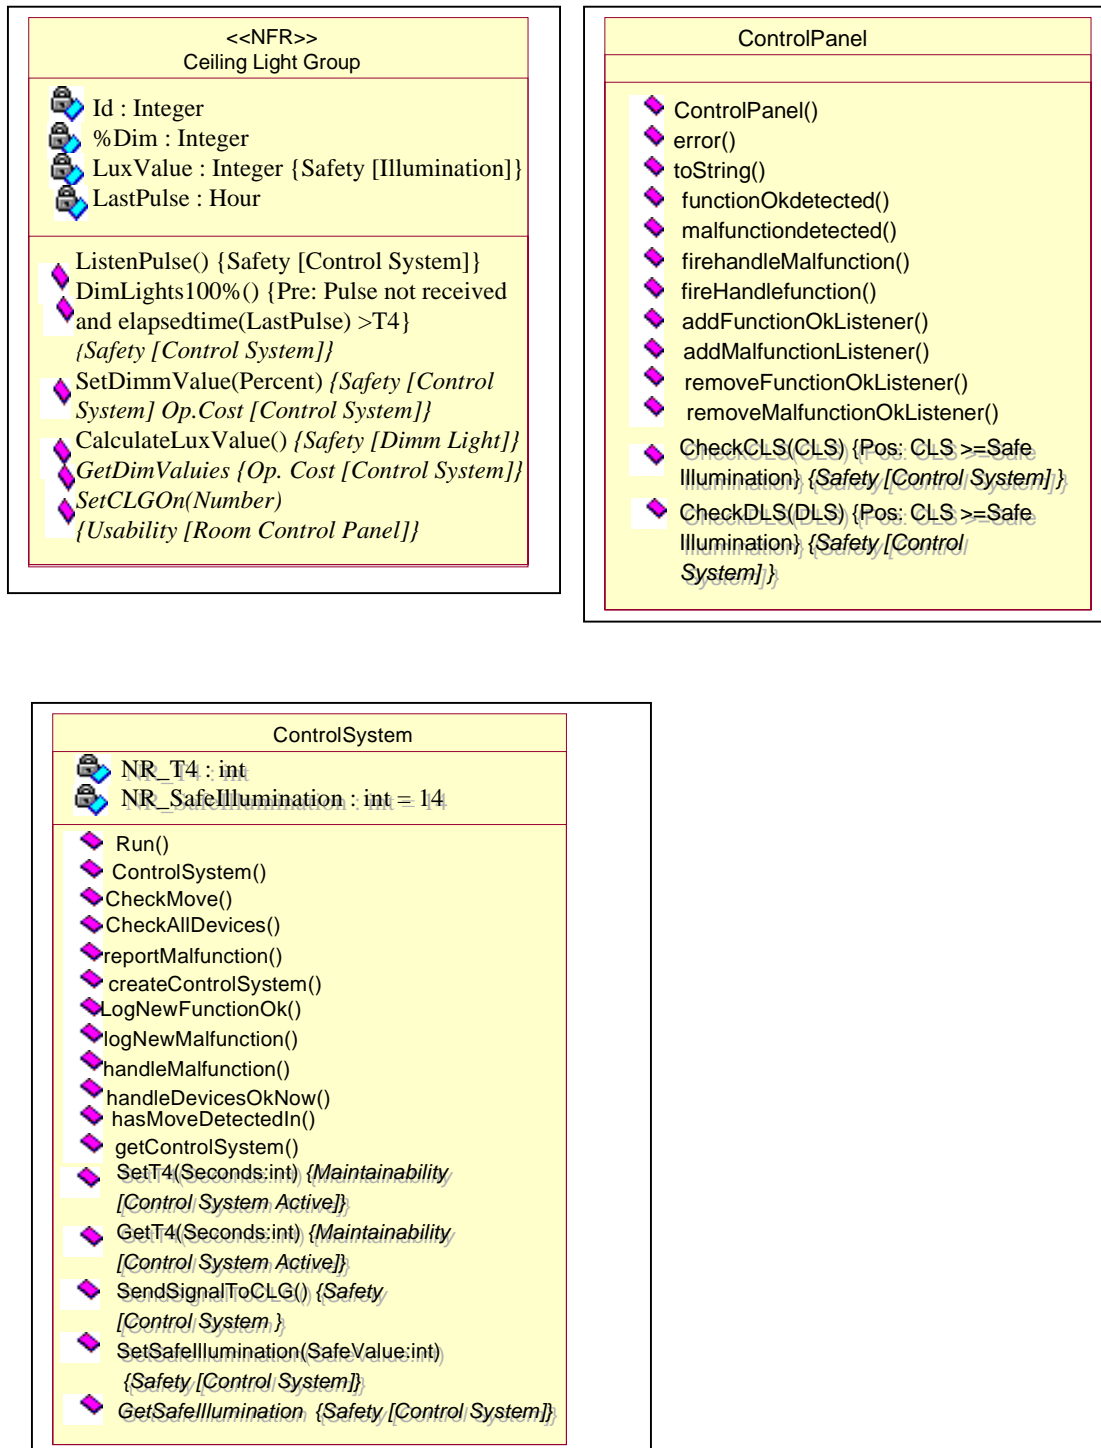 <<NFR>>
Ceiling Light Group
Id : Integer
%Dim : Integer
LuxValue : Integer {Safety [Illumination]}
LastPulse : Hour
ListenPulse() {Safety [Control System]}
DimLights100%() {Pre: Pulse not received
and elapsedtime(LastPulse) >T4}
{Safety [Control System]}
SetDimmValue(Percent) {Safety [Control
System] Op.Cost [Control System]}
CalculateLuxValue() {Safety [Dimm Light]}
GetDimValuies {Op. Cost [Control System]}
SetCLGOn(Number)
{Usability [Room Control Panel]}
ControlPanel
ControlPanel()
error()
toString()
functionOkdetected()
malfunctiondetected()
firehandleMalfunction()
fireHandlefunction()
addFunctionOkListener()
addMalfunctionListener()
removeFunctionOkListener()
removeMalfunctionOkListener()
CheckCLS(CLS) {Pos: CLS >=Safe
Illumination} {Safety [Control System] }
CheckDLS(DLS) {Pos: CLS >=Safe
Illumination} {Safety [Control
System] }
ControlSystem
NR_T4 : int
NR_SafeIllumination : int = 14
Run()
ControlSystem()
CheckMove()
CheckAllDevices()
reportMalfunction()
createControlSystem()
LogNewFunctionOk()
logNewMalfunction()
handleMalfunction()
handleDevicesOkNow()
hasMoveDetectedIn()
getControlSystem()
SetT4(Seconds:int) {Maintainability
[Control System Active]}
GetT4(Seconds:int) {Maintainability
[Control System Active]}
SendSignalToCLG() {Safety
[Control System }
SetSafeIllumination(SafeValue:int)
{Safety [Control System]}
GetSafeIllumination {Safety [Control System]}